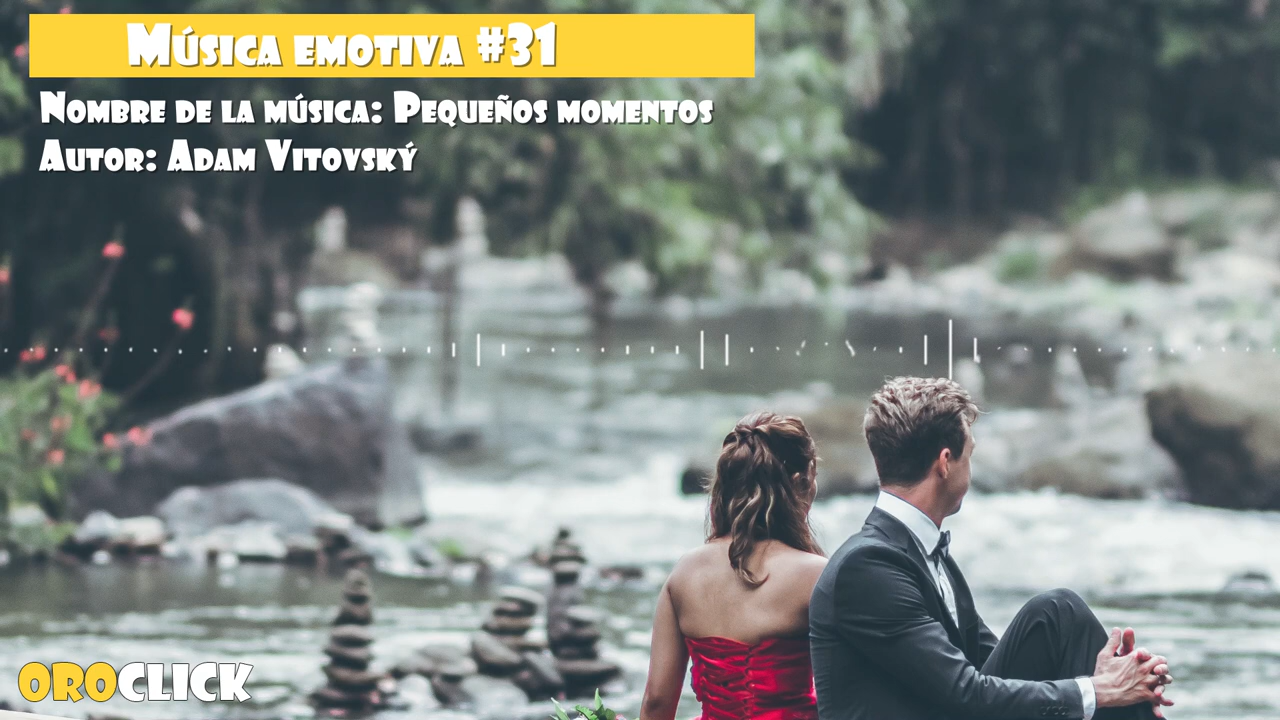 Música emotiva #31
Nombre de la música: Pequeños momentos
Autor: Adam Vitovský
OROCLICK